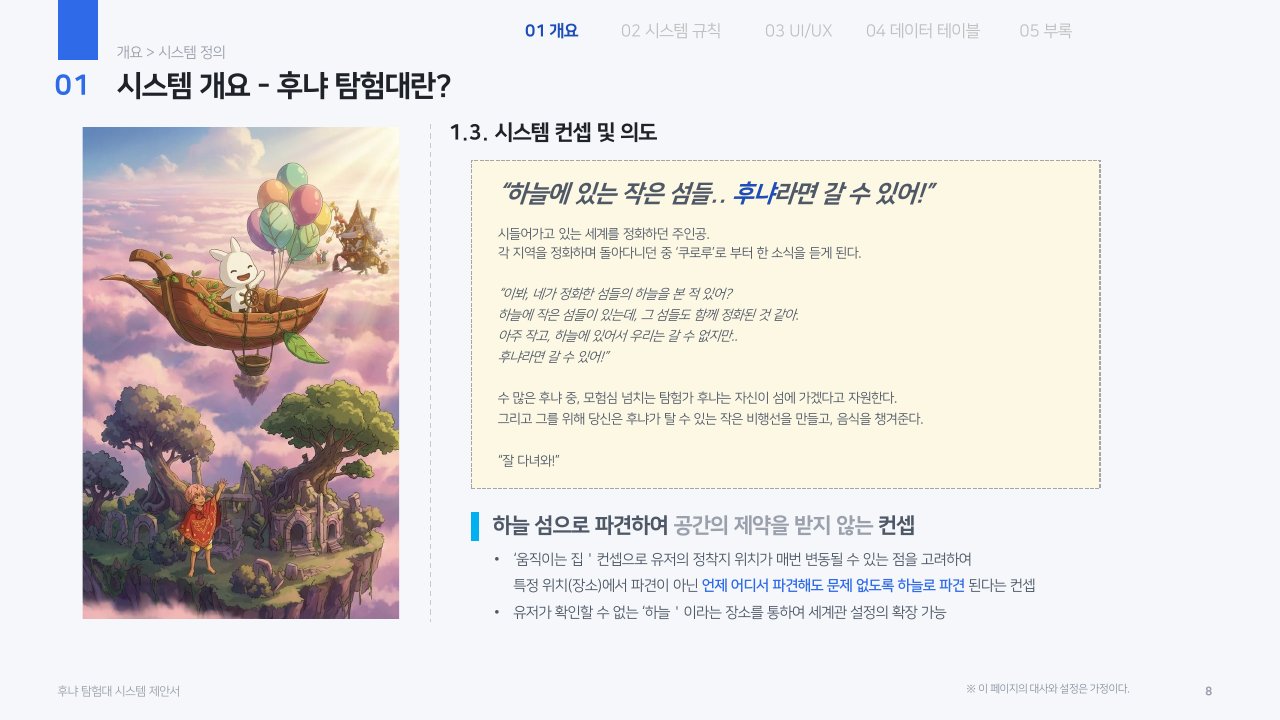 01 개요 02 시스템 규칙 03 UI/UX 04 데이터 테이블 05 부록
개요 > 시스템 정의
01 시스템 개요 - 후냐 탐험대란?
1.3. 시스템 컨셉 및 의도
“하늘에 있는 작은 섬들.. 후냐라면 갈 수 있어!”
시들어가고 있는 세계를 정화하던 주인공.
각 지역을 정화하며 돌아다니던 중 ‘쿠로루’로 부터 한 소식을 듣게 된다.
“이봐, 네가 정화한 섬들의 하늘을 본 적 있어?
하늘에 작은 섬들이 있는데, 그 섬들도 함께 정화된 것 같아.
아주 작고, 하늘에 있어서 우리는 갈 수 없지만..
후냐라면 갈 수 있어!”
수 많은 후냐 중, 모험심 넘치는 탐험가 후냐는 자신이 섬에 가겠다고 자원한다.
그리고 그를 위해 당신은 후냐가 탈 수 있는 작은 비행선을 만들고, 음식을 챙겨준다.
“잘 다녀와!”
하늘 섬으로 파견하여 공간의 제약을 받지 않는 컨셉
• ‘움직이는 집 ' 컨셉으로 유저의 정착지 위치가 매번 변동될 수 있는 점을 고려하여
특정 위치(장소)에서 파견이 아닌 언제 어디서 파견해도 문제 없도록 하늘로 파견 된다는 컨셉
• 유저가 확인할 수 없는 ‘하늘 ' 이라는 장소를 통하여 세계관 설정의 확장 가능
후냐 탐험대 시스템 제안서
※ 이 페이지의 대사와 설정은 가정이다.
8